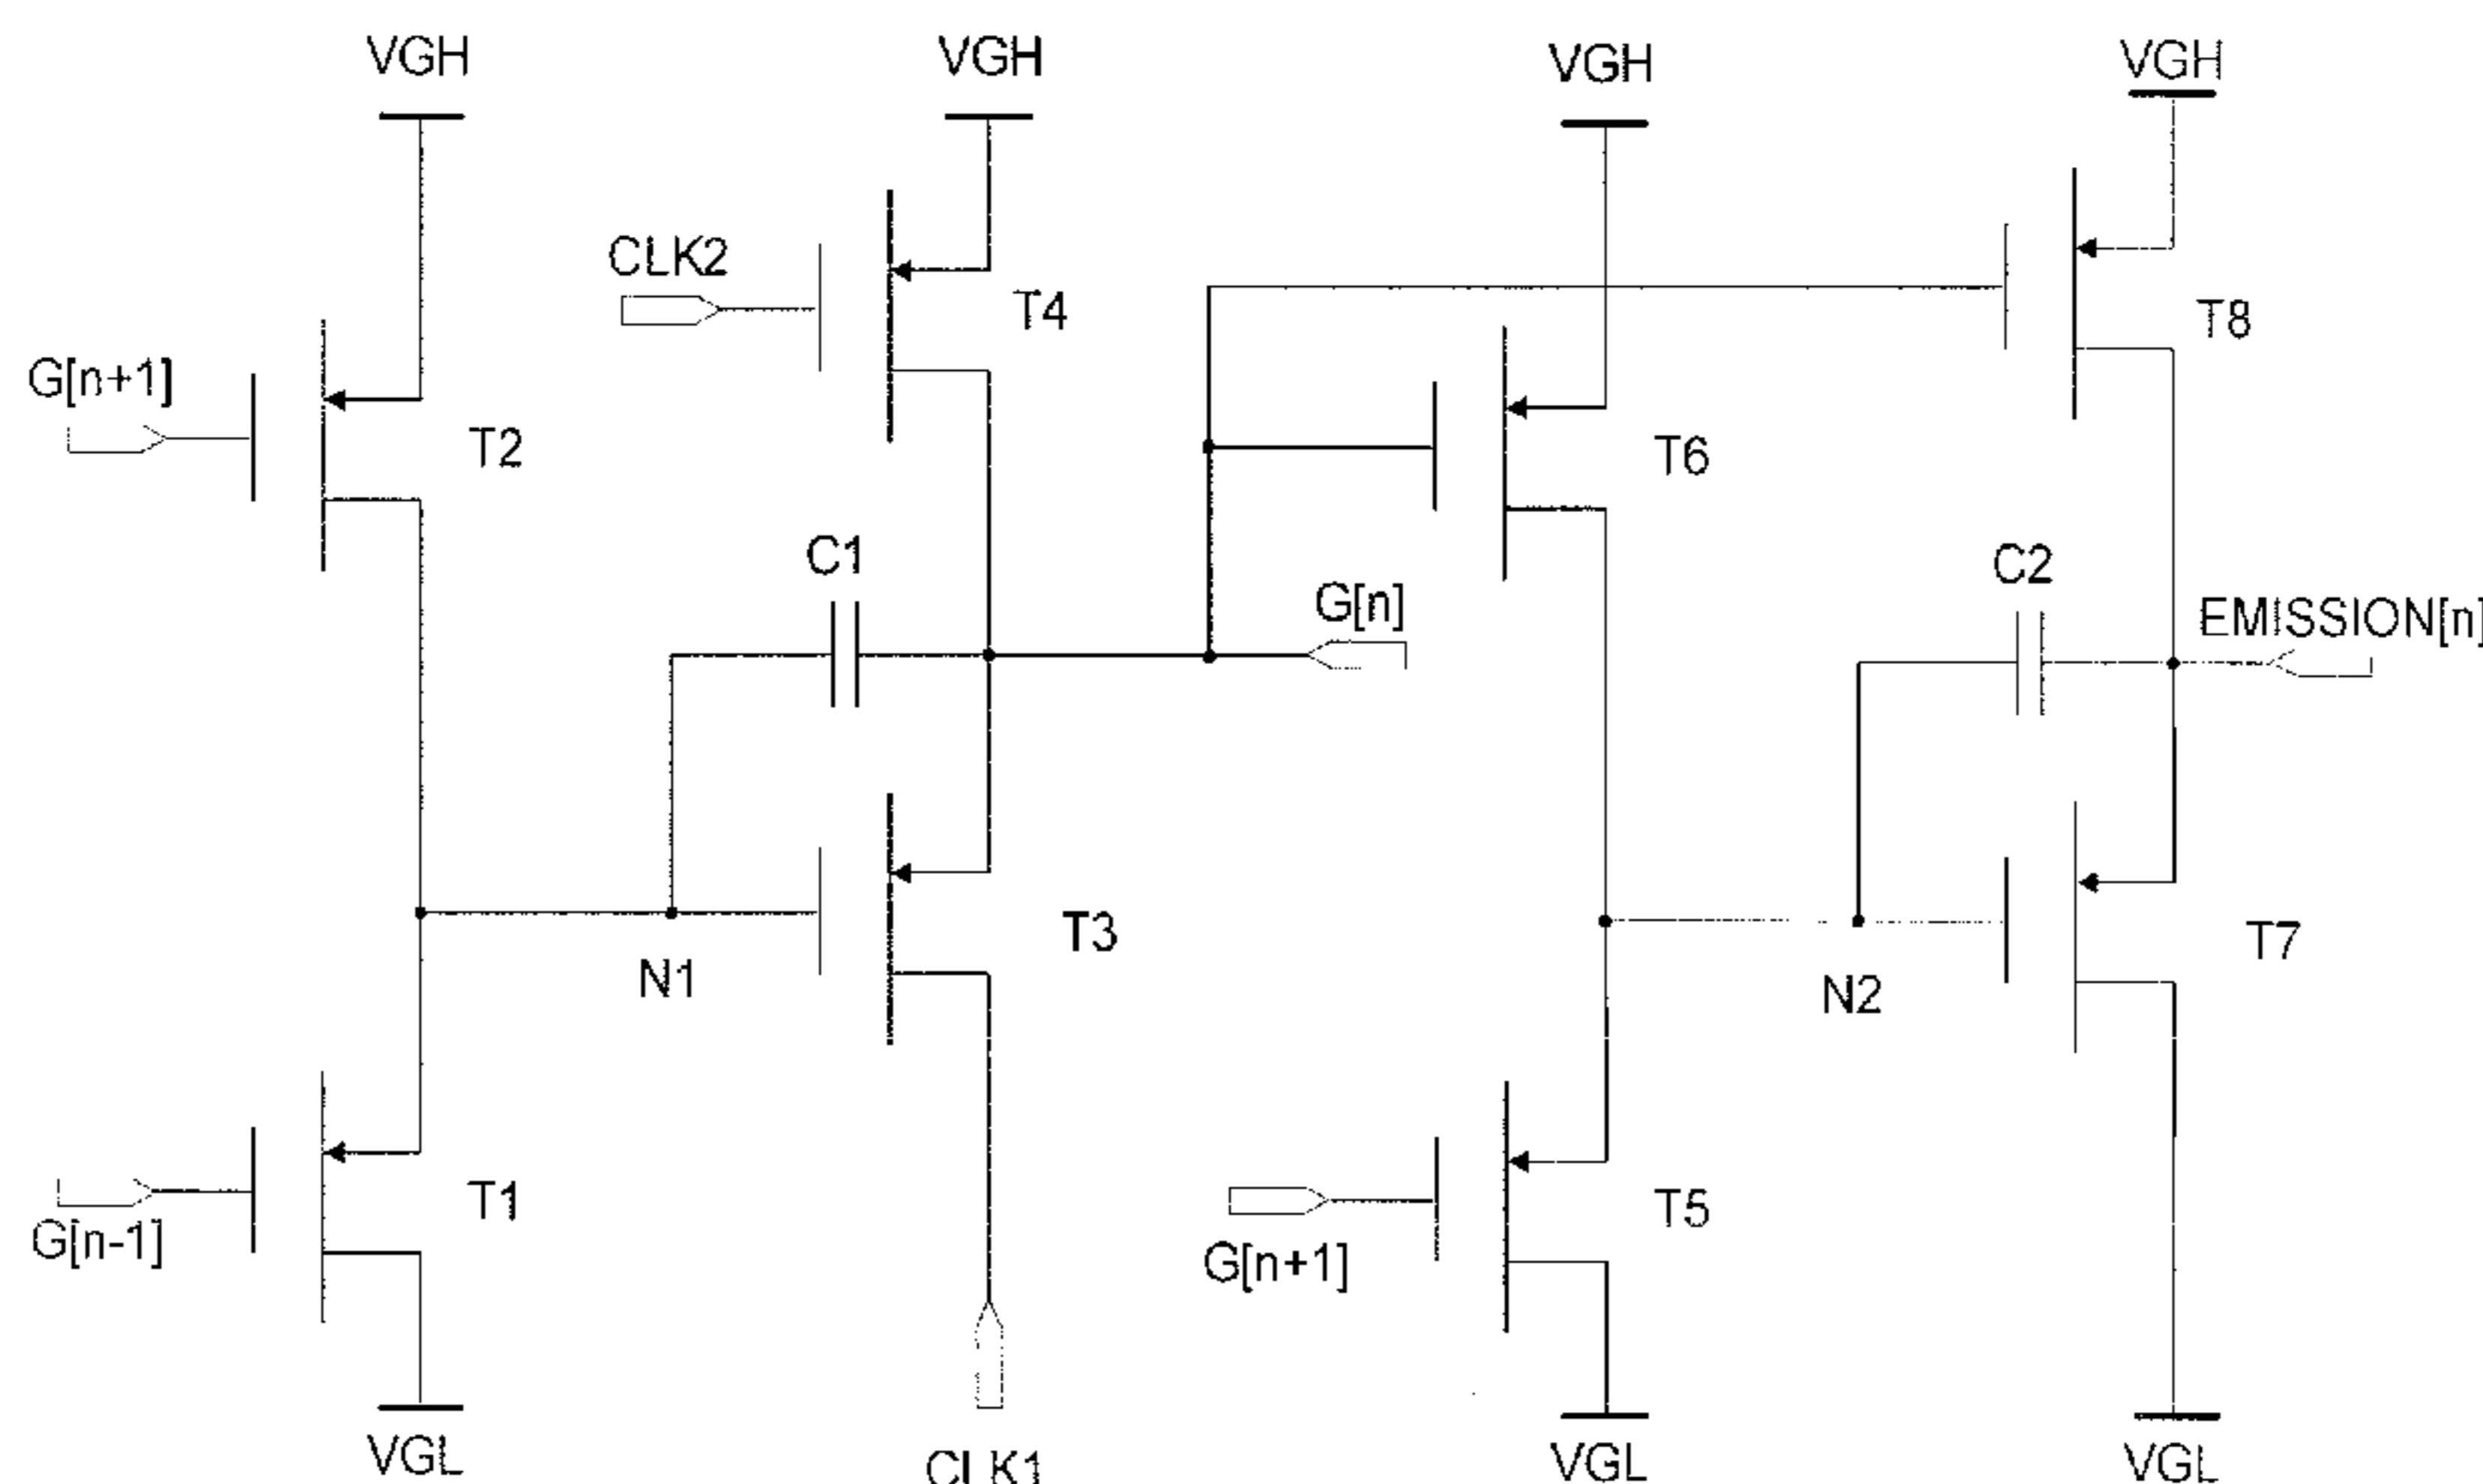 VGH
VGH
VGH
VGH
CLK2
T4
T8
G[n+1]
T2
T6
C1
C2
G[n]
EMISSION[n]
T3
T7
N1
N2
T1
T5
G[n-1]
G[n+1]
VGL
CLK1
VGL
VGL